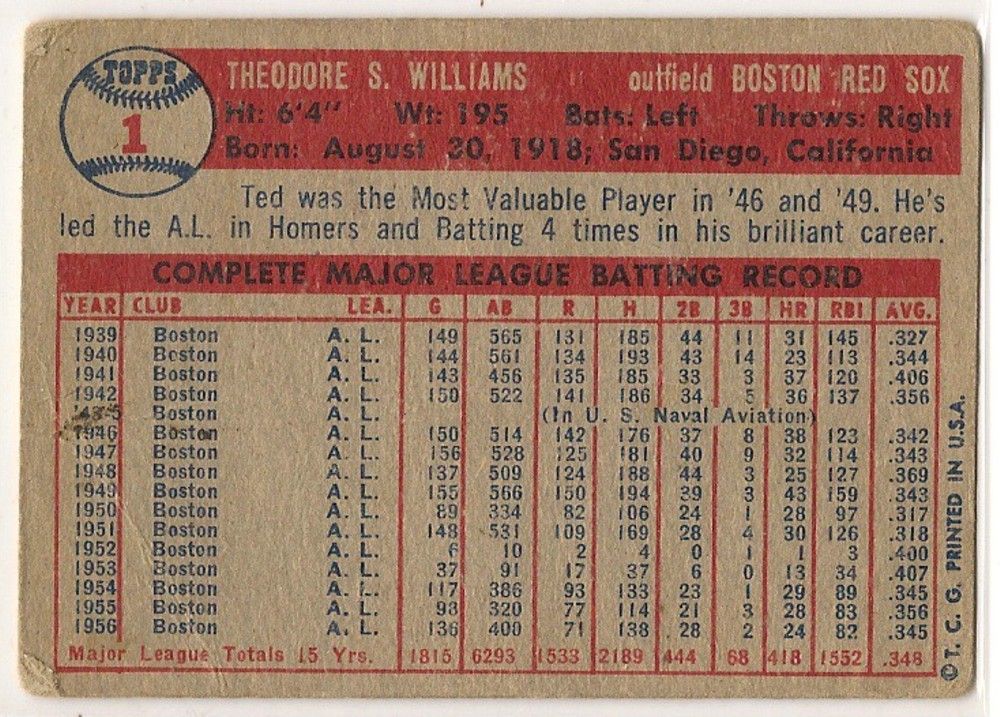 TOPPS
1
THEODORE S. WILLIAMS outfield BOSTON RED SOX
Ht: 6'4" Wt: 195 Bats: Left Throws: Right
Born: August 30, 1918; San Diego, California
Ted was the Most Valuable Player in '46 and '49. He's
led the A.L. in Homers and Batting 4 times in his brilliant career.
COMPLETE MAJOR LEAGUE BATTING RECORD
YEAR CLUB LEA. G AB R H 2B 3B HR RBI AVG.
1939 Boston A. L. 149 565 131 185 44 11 31 145 .327
1940 Boston A. L. 144 561 134 193 43 14 23 113 .344
1941 Boston A. L. 143 456 135 185 33 3 37 120 .406
1942 Boston A. L. 150 522 141 186 34 5 36 137 .356
'43-5 Boston A. L. (In U. S. Naval Aviation)
1946 Boston A. L. 150 514 142 176 37 8 38 123 .342
1947 Boston A. L. 156 528 125 181 40 9 32 114 .343
1948 Boston A. L. 137 509 124 188 44 3 25 127 .369
1949 Boston A. L. 155 566 150 194 39 3 43 159 .343
1950 Boston A. L. 89 334 82 106 24 1 28 97 .317
1951 Boston A. L. 148 531 109 169 28 4 30 126 .318
1952 Boston A. L. 6 10 2 4 0 1 1 3 .400
1953 Boston A. L. 37 91 17 37 6 0 13 34 .407
1954 Boston A. L. 117 386 93 133 23 1 29 89 .345
1955 Boston A. L. 98 320 77 114 21 3 28 83 .356
1956 Boston A. L. 136 400 71 138 28 2 24 82 .345
Major League Totals 15 Yrs. 1815 6293 1533 2189 444 68 418 1552 .348
© T. C. G. PRINTED IN U.S.A.